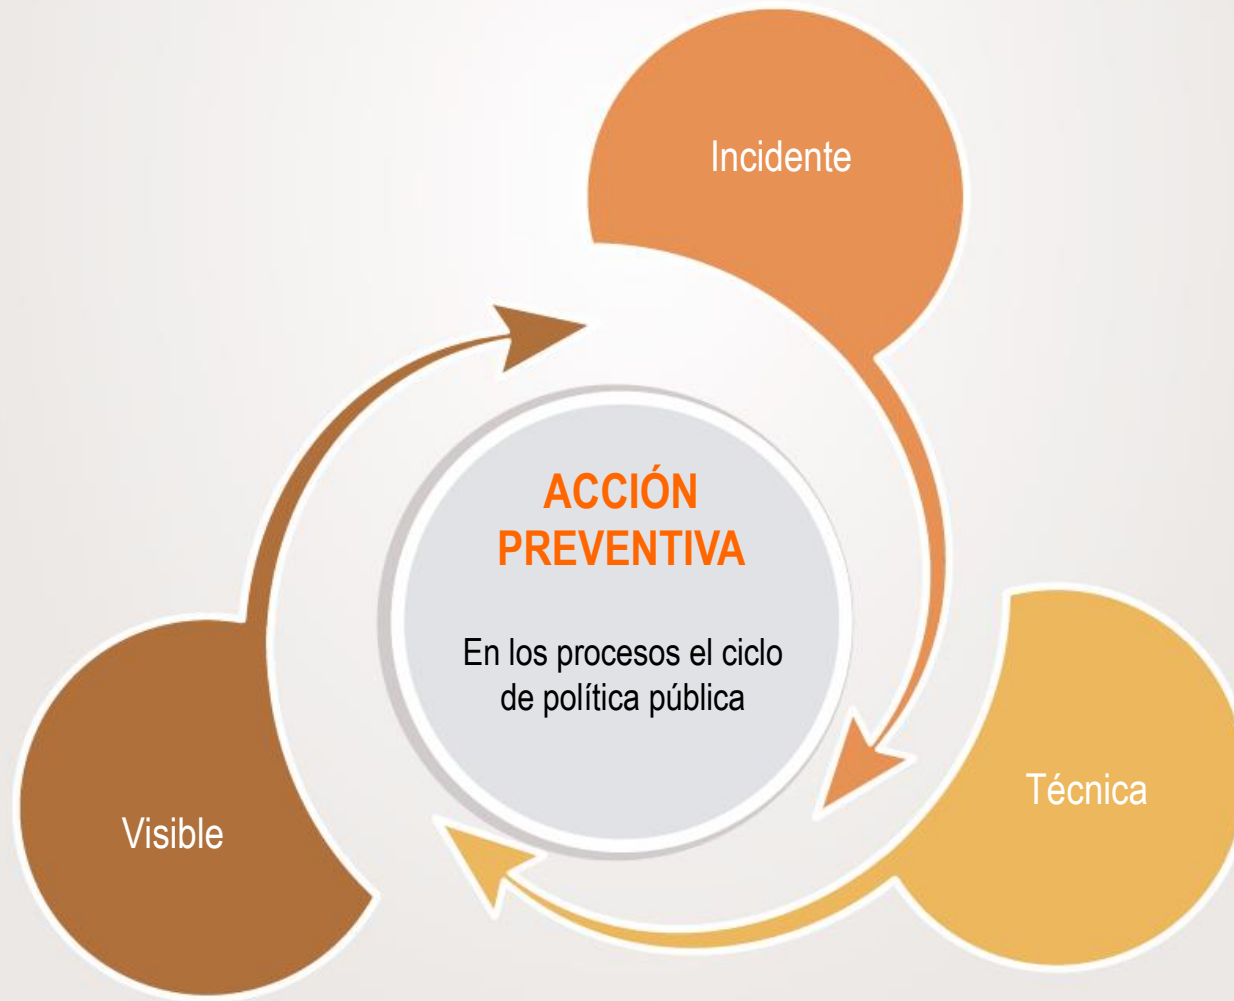 Incidente
ACCIÓN
PREVENTIVA
En los procesos el ciclo
de política pública
Técnica
Visible